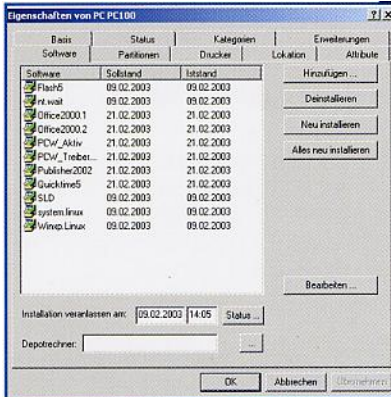 Eigenschaften von PC PC100
Basis Status Kategorien Erweiterungen
Software Partitionen Drucker Lokation Attribute
Software Sollstand Iststand
Flash5 09.02.2003 09.02.2003
nt.wait 09.02.2003 09.02.2003
Office2000.1 21.02.2003 21.02.2003
Office2000.2 21.02.2003 21.02.2003
PCW_Aktiv 21.02.2003 21.02.2003
PCW_Treiber... 21.02.2003 21.02.2003
Publisher2002 21.02.2003 21.02.2003
Quicktime5 21.02.2003 21.02.2003
SLD 09.02.2003 09.02.2003
system.linux 09.02.2003 09.02.2003
Winxp.Linux 09.02.2003 09.02.2003
Hinzufügen ...
Deinstallieren
Neu installieren
Alles neu installieren
Bearbeiten ...
Installation veranlassen am: 09.02.2003 14:05 Status ...
Depotrechner: ...
OK Abbrechen Übernehmen